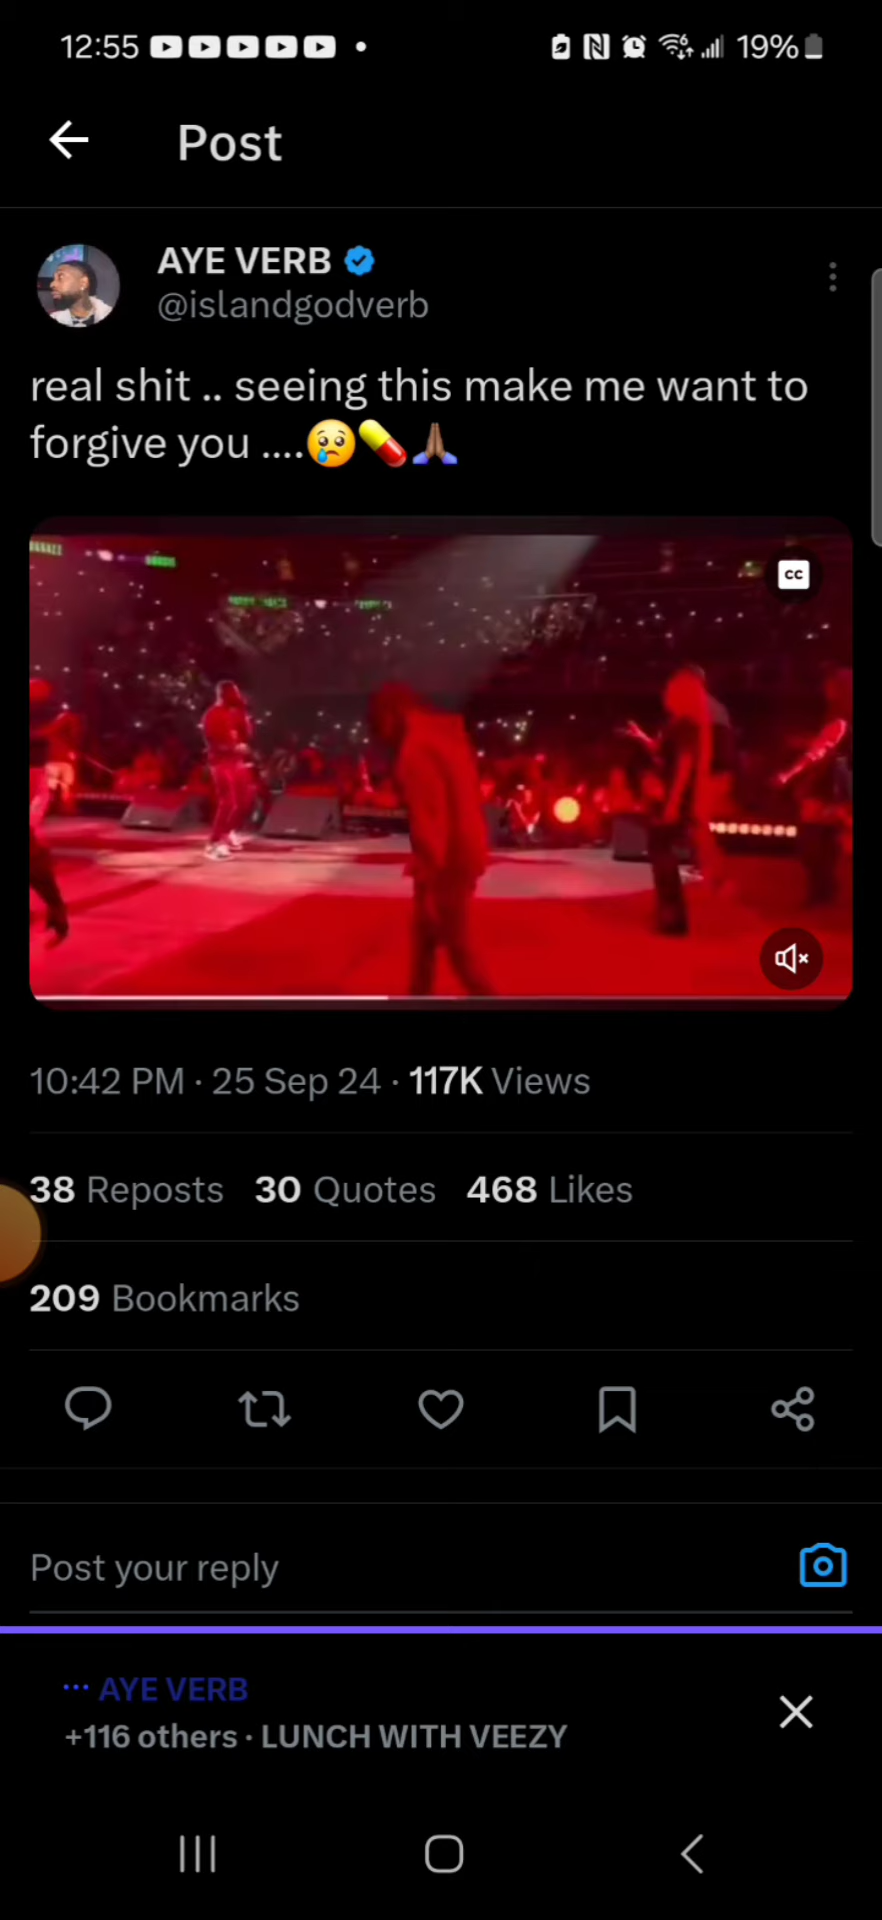 12:55
19%
Post
AYE VERB
@islandgodverb
real shit .. seeing this make me want to
forgive you ....😢💊🙏🏾
CC
10:42 PM · 25 Sep 24 · 117K Views
38 Reposts 30 Quotes 468 Likes
209 Bookmarks
Post your reply
··· AYE VERB
+116 others · LUNCH WITH VEEZY